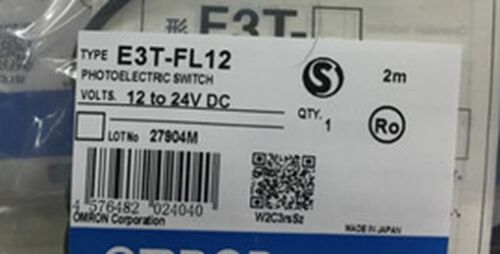 形 E3T-
TYPE E3T-FL12
PHOTOELECTRIC SWITCH
VOLTS. 12 to 24V DC
S
2m
QTY.
1
Ro
LOT No 27904M
4 576482 024040
OMRON Corporation
W2C3rsSz
MADE IN JAPAN
OMRON